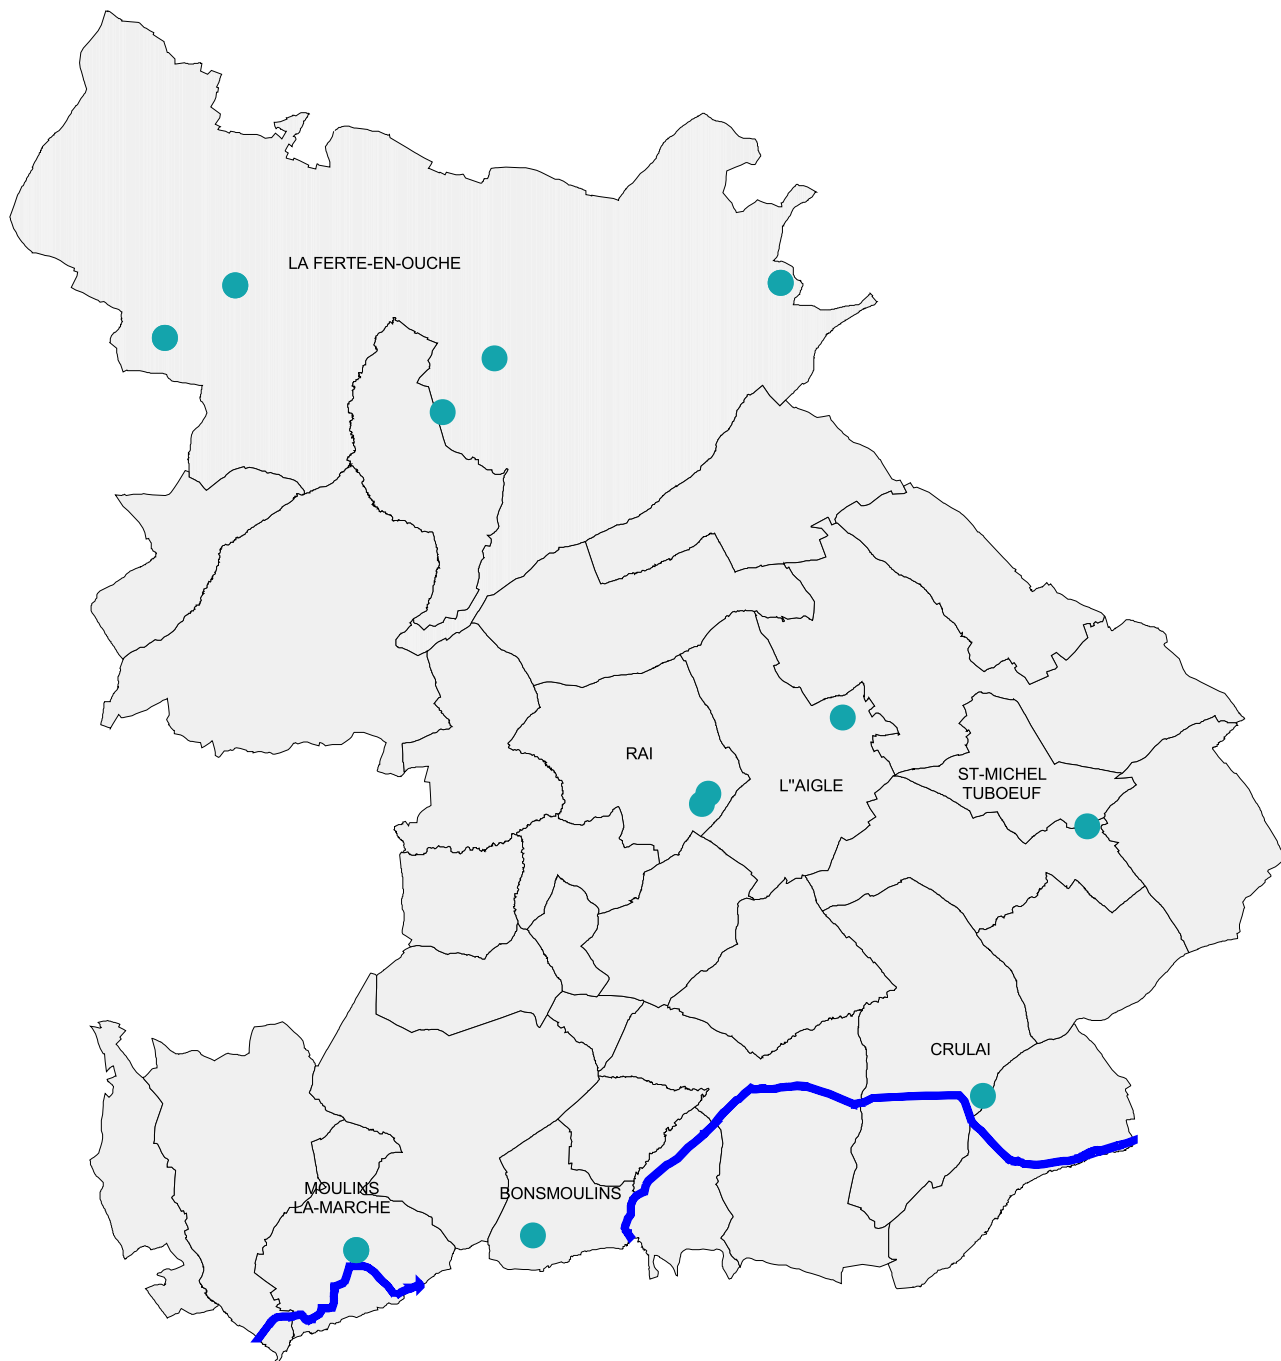 LA FERTE-EN-OUCHE
RAI
L"AIGLE
ST-MICHEL
TUBOEUF
CRULAI
MOULINS
LA-MARCHE
BONSMOULINS